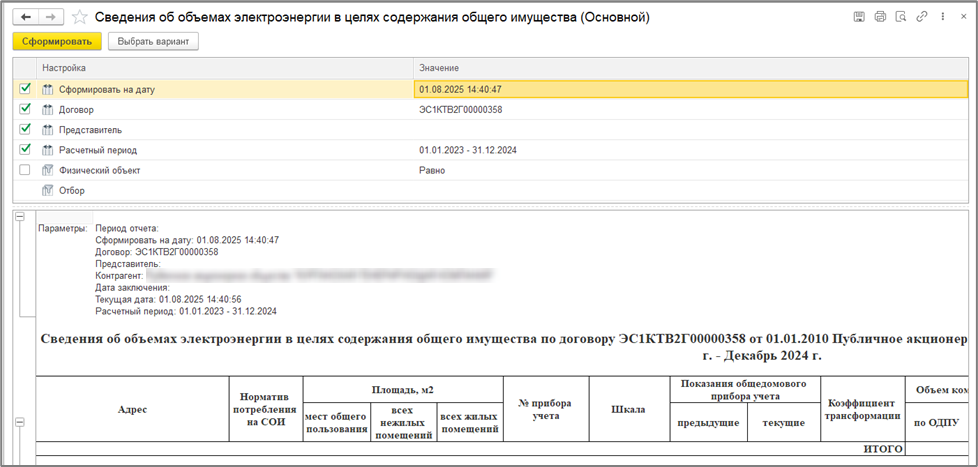 Сведения об объемах электроэнергии в целях содержания общего имущества (Основной)
Сформировать
Выбрать вариант
Настройка
Значение
Сформировать на дату
01.08.2025 14:40:47
Договор
ЭС1КТВ2Г00000358
Представитель
Расчетный период
01.01.2023 - 31.12.2024
Физический объект
Равно
Отбор
Параметры:
Период отчета:
Сформировать на дату: 01.08.2025 14:40:47
Договор: ЭС1КТВ2Г00000358
Представитель:
Контрагент:
Дата заключения:
Текущая дата: 01.08.2025 14:40:56
Расчетный период: 01.01.2023 - 31.12.2024
Сведения об объемах электроэнергии в целях содержания общего имущества по договору ЭС1КТВ2Г00000358 от 01.01.2010 Публичное акционер
г. - Декабрь 2024 г.
Адрес
Норматив
потребления
на СОИ
Площадь, м2
мест общего
пользования
всех
нежилых
помещений
всех жилых
помещений
№ прибора
учета
Шкала
Показания общедомового
прибора учета
предыдущие
текущие
Коэффициент
трансформации
Объем ком
по ОДПУ
ИТОГО